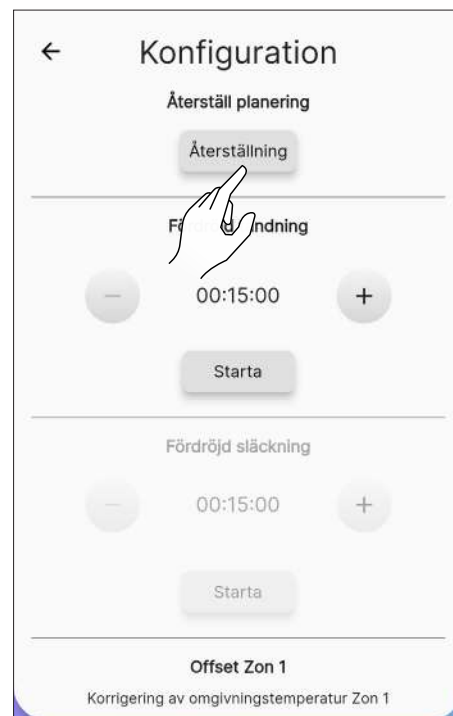 Konfiguration
Återställ planering
Återställning
ndning
− 00:15:00 +
Starta
Fördröjd släckning
− 00:15:00 +
Starta
Offset Zon 1
Korrigering av omgivningstemperatur Zon 1